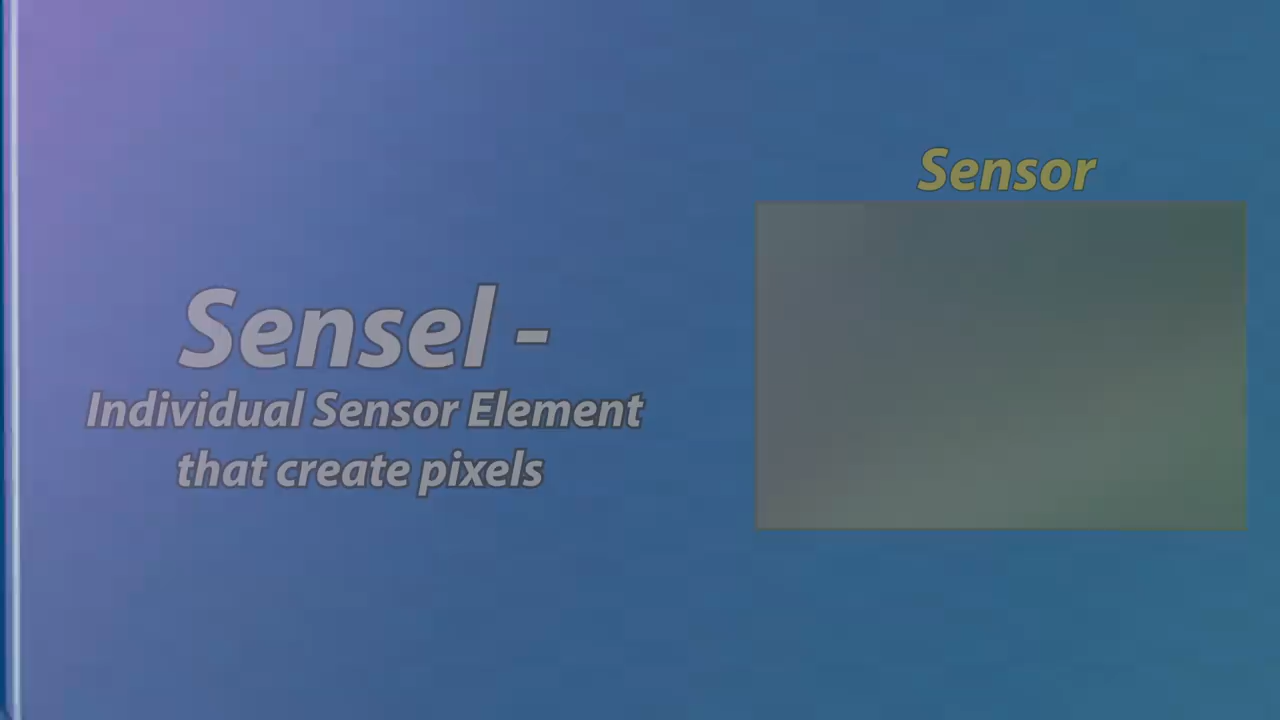 Sensor
Sensel -
Individual Sensor Element
that create pixels